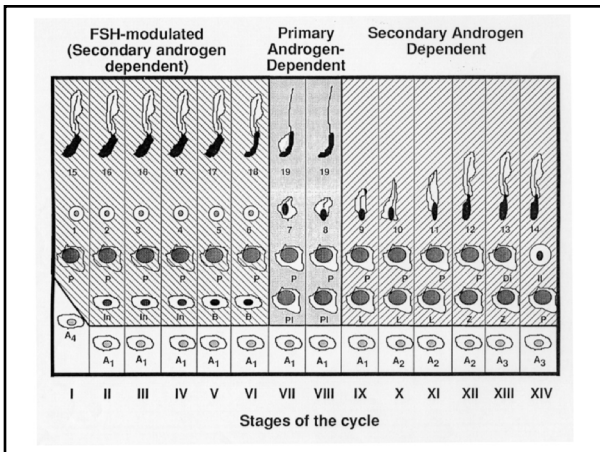 FSH-modulated
(Secondary androgen
dependent)
Primary
Androgen-
Dependent
Secondary Androgen
Dependent
15 16 16 17 17 18 19 19
1 2 3 4 5 6 7 8 9 10 11 12 13 14
P P P P P P P P P P P P Di II
In In In B B Pl Pl L L L Z Z P
A4
A1 A1 A1 A1 A1 A1 A1 A1 A2 A2 A2 A3 A3
I II III IV V VI VII VIII IX X XI XII XIII XIV
Stages of the cycle